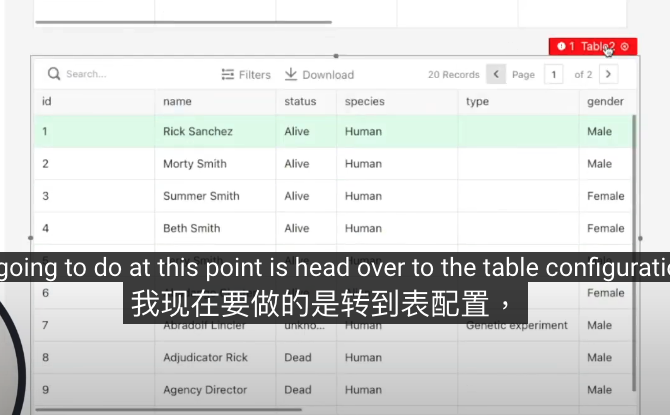 1 Table2
Search... Filters Download 20 Records Page 1 of 2
id name status species type gender
1 Rick Sanchez Alive Human Male
2 Morty Smith Alive Human Male
3 Summer Smith Alive Human Female
4 Beth Smith Alive Human Female
going to do at this point is head over to the table configuratio
6 Female
我现在要做的是转到表配置，
7 Abradolf Lincler unkno... Genetic experiment Male
8 Adjudicator Rick Dead Human Male
9 Agency Director Dead Human Male